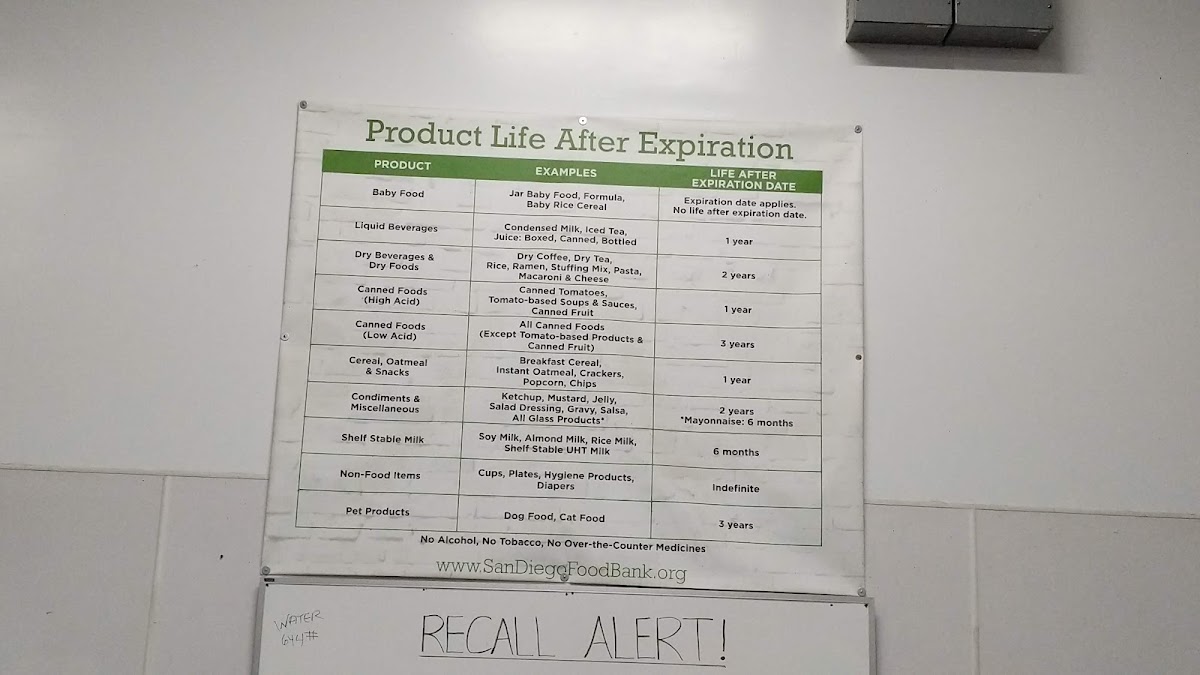 Product Life After Expiration
PRODUCT
EXAMPLES
LIFE AFTER
EXPIRATION DATE
Baby Food
Jar Baby Food, Formula,
Baby Rice Cereal
Expiration date applies.
No life after expiration date.
Liquid Beverages
Condensed Milk, Iced Tea,
Juice: Boxed, Canned, Bottled
1 year
Dry Beverages &
Dry Foods
Dry Coffee, Dry Tea,
Rice, Ramen, Stuffing Mix, Pasta,
Macaroni & Cheese
2 years
Canned Foods
(High Acid)
Canned Tomatoes,
Tomato-based Soups & Sauces,
Canned Fruit
1 year
Canned Foods
(Low Acid)
All Canned Foods
(Except Tomato-based Products &
Canned Fruit)
3 years
Cereal, Oatmeal
& Snacks
Breakfast Cereal,
Instant Oatmeal, Crackers,
Popcorn, Chips
1 year
Condiments &
Miscellaneous
Ketchup, Mustard, Jelly,
Salad Dressing, Gravy, Salsa,
All Glass Products*
2 years
*Mayonnaise: 6 months
Shelf Stable Milk
Soy Milk, Almond Milk, Rice Milk,
Shelf Stable UHT Milk
6 months
Non-Food Items
Cups, Plates, Hygiene Products,
Diapers
Indefinite
Pet Products
Dog Food, Cat Food
3 years
No Alcohol, No Tobacco, No Over-the-Counter Medicines
www.SanDiegoFoodBank.org
WATER
644#
RECALL ALERT!